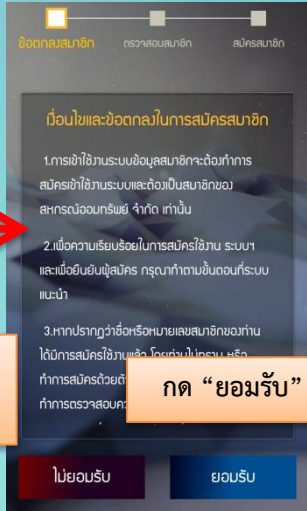 ข้อตกลงสมาชิก ตรวจสอบสมาชิก สมัครสมาชิก
เงื่อนไขและข้อตกลงในการสมัครสมาชิก
1.การเข้าใช้งานระบบข้อมูลสมาชิกจะต้องทำการ
สมัครเข้าใช้งานระบบและต้องเป็นสมาชิกของ
สหกรณ์ออมทรัพย์ จำกัด เท่านั้น
2.เพื่อความเรียบร้อยในการสมัครใช้งาน ระบบฯ
และเพื่อยืนยันผู้สมัคร กรุณาทำตามขั้นตอนที่ระบบ
แนะนำ
3.หากปรากฎว่าชื่อหรือหมายเลขสมาชิกของท่าน
ได้มีการสมัครใช้งานแล้ว โดยท่านไม่ทราบ หรือ
ทำการสมัครด้วย
ทำการตรวจสอบ
กด “ยอมรับ”
ไม่ยอมรับ ยอมรับ